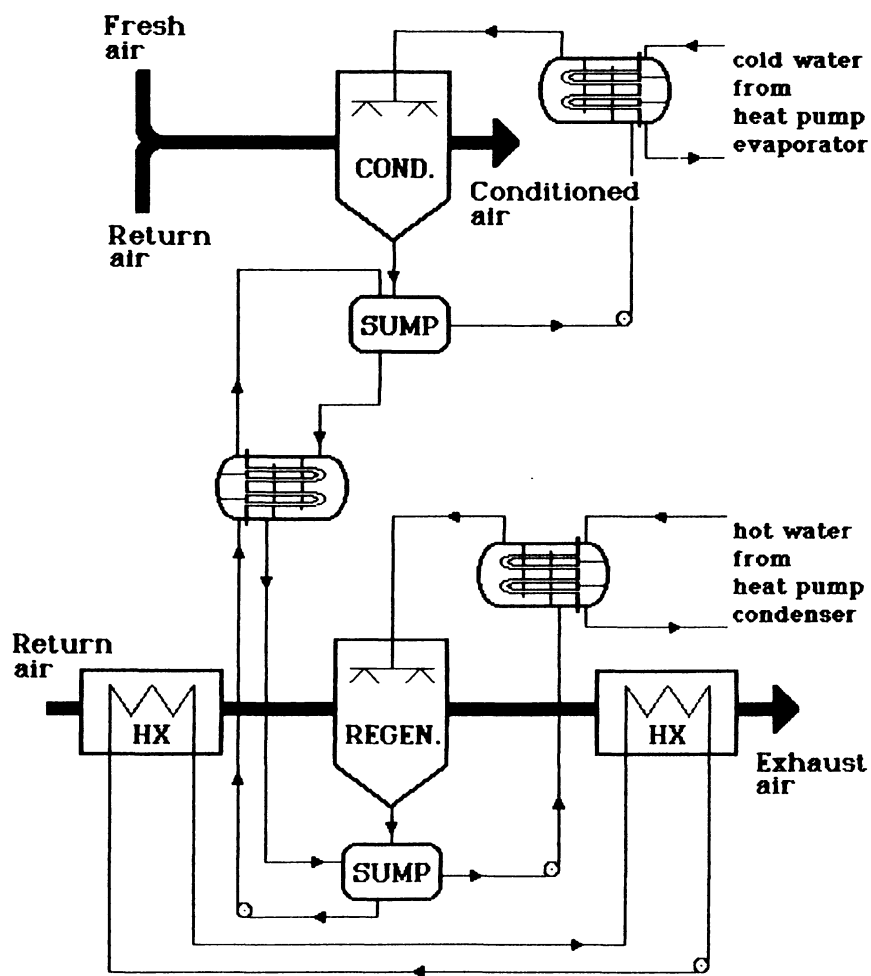 Fresh
air
cold water
from
heat pump
evaporator
COND.
Conditioned
air
Return
air
SUMP
hot water
from
heat pump
condenser
Return
air
HX
REGEN.
HX
Exhaust
air
SUMP